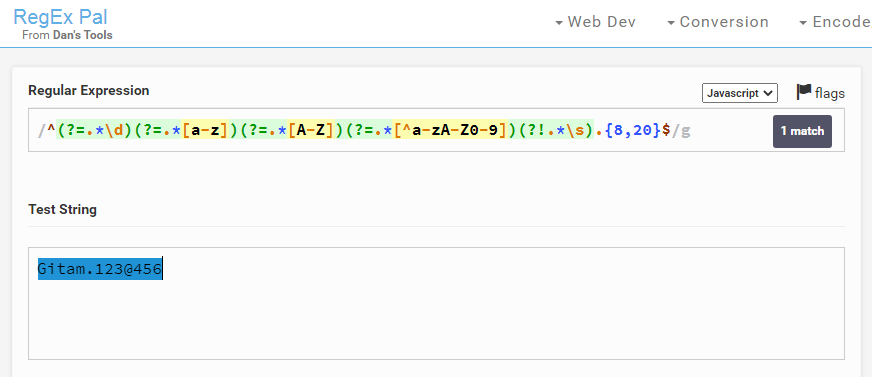 RegEx Pal
From Dan's Tools
Web Dev Conversion Encode
Regular Expression
Javascript flags
/^(?=.*\d)(?=.*[a-z])(?=.*[A-Z])(?=.*[^a-zA-Z0-9])(?!.*\s).{8,20}$/g
1 match
Test String
Gitam.123@456